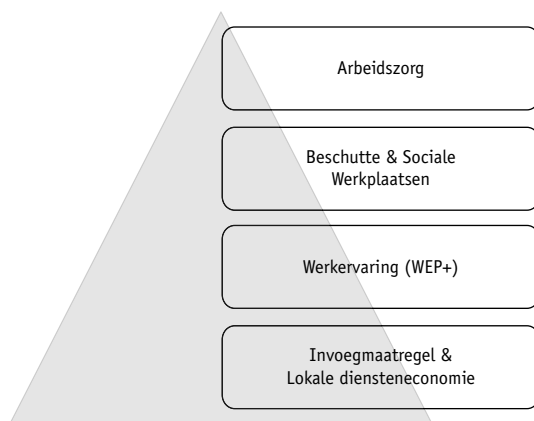 Arbeidszorg
Beschutte & Sociale
Werkplaatsen
Werkervaring (WEP+)
Invoegmaatregel &
Lokale diensteneconomie